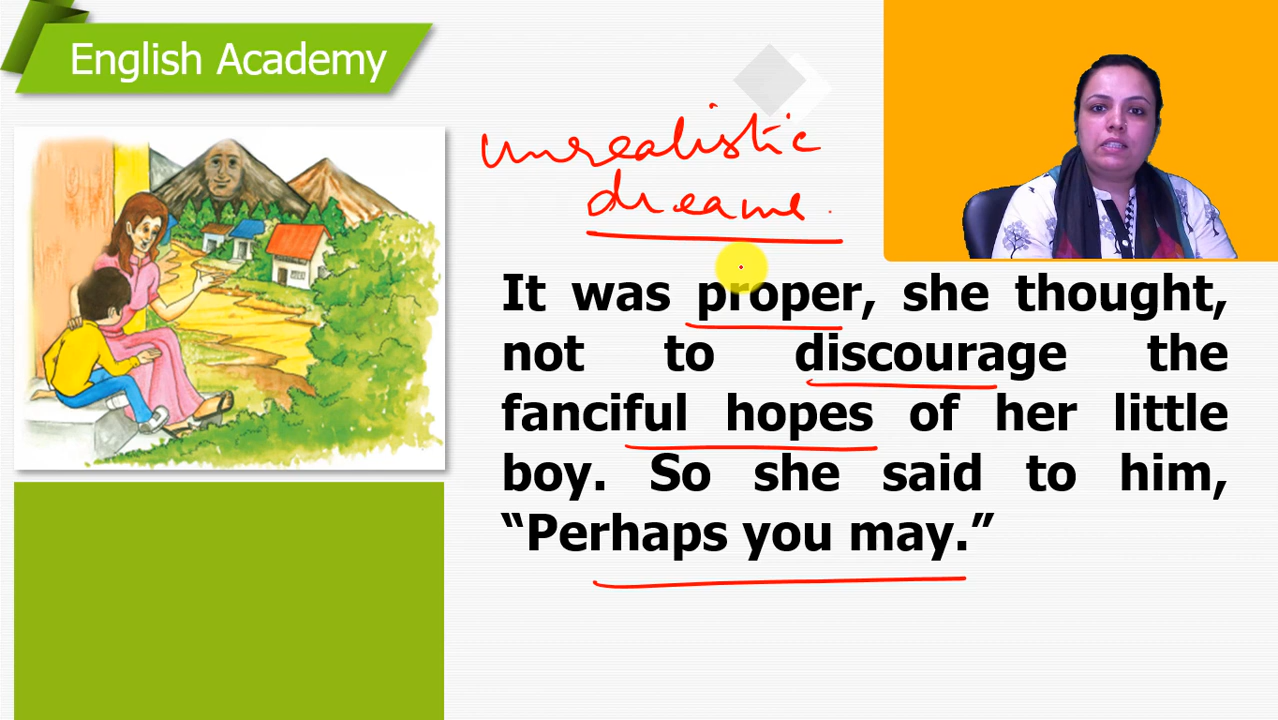 English Academy
unrealistic
dreams.
It was proper, she thought,
not to discourage the
fanciful hopes of her little
boy. So she said to him,
“Perhaps you may.”